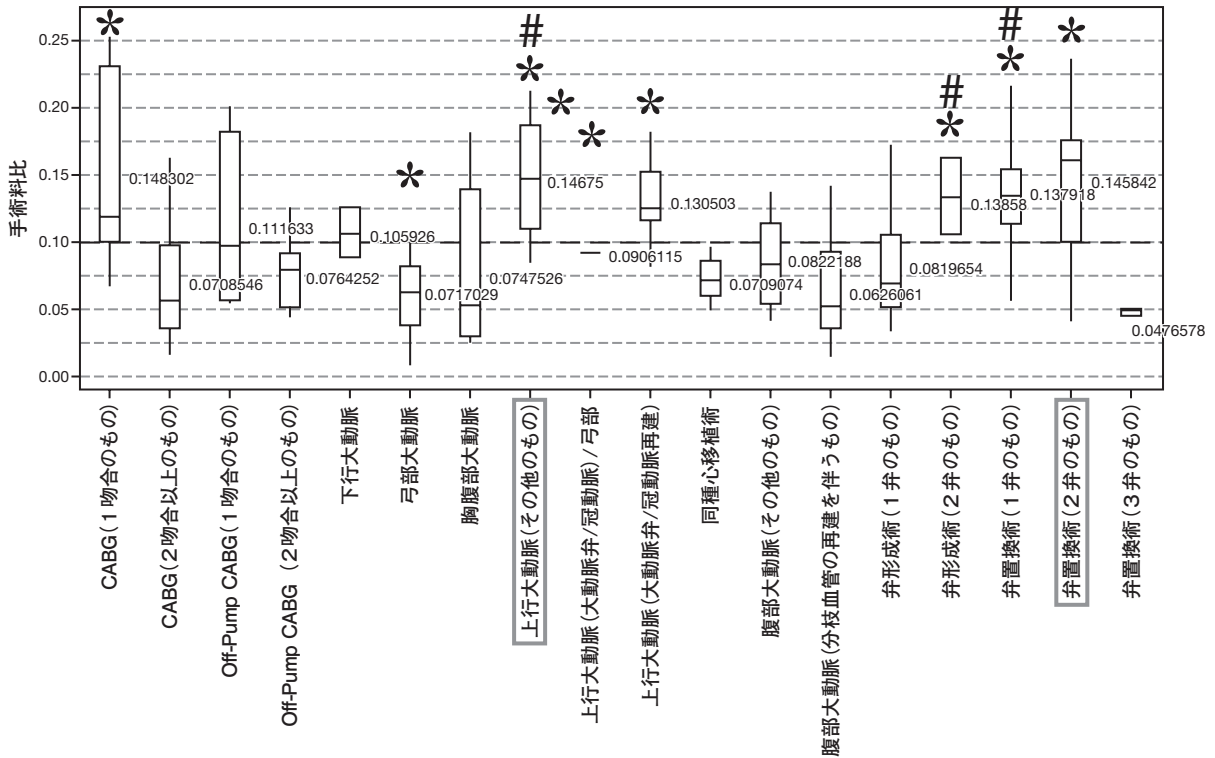 手術料比
0.25
0.20
0.15
0.10
0.05
0.00
*
#
*
*
*
*
*
#
*
#
*
*
0.148302
0.0708546
0.111633
0.0764252
0.105926
0.0717029
0.0747526
0.14675
0.0906115
0.130503
0.0709074
0.0822188
0.0626061
0.0819654
0.13858
0.137918
0.145842
0.0476578
CABG(1吻合のもの)
CABG(2吻合以上のもの)
Off-Pump CABG(1吻合のもの)
Off-Pump CABG (2吻合以上のもの)
下行大動脈
弓部大動脈
胸腹部大動脈
上行大動脈(その他のもの)
上行大動脈(大動脈弁/冠動脈)/弓部
上行大動脈(大動脈弁/冠動脈再建)
同種心移植術
腹部大動脈(その他のもの)
腹部大動脈(分枝血管の再建を伴うもの)
弁形成術(1弁のもの)
弁形成術(2弁のもの)
弁置換術(1弁のもの)
弁置換術(2弁のもの)
弁置換術(3弁のもの)